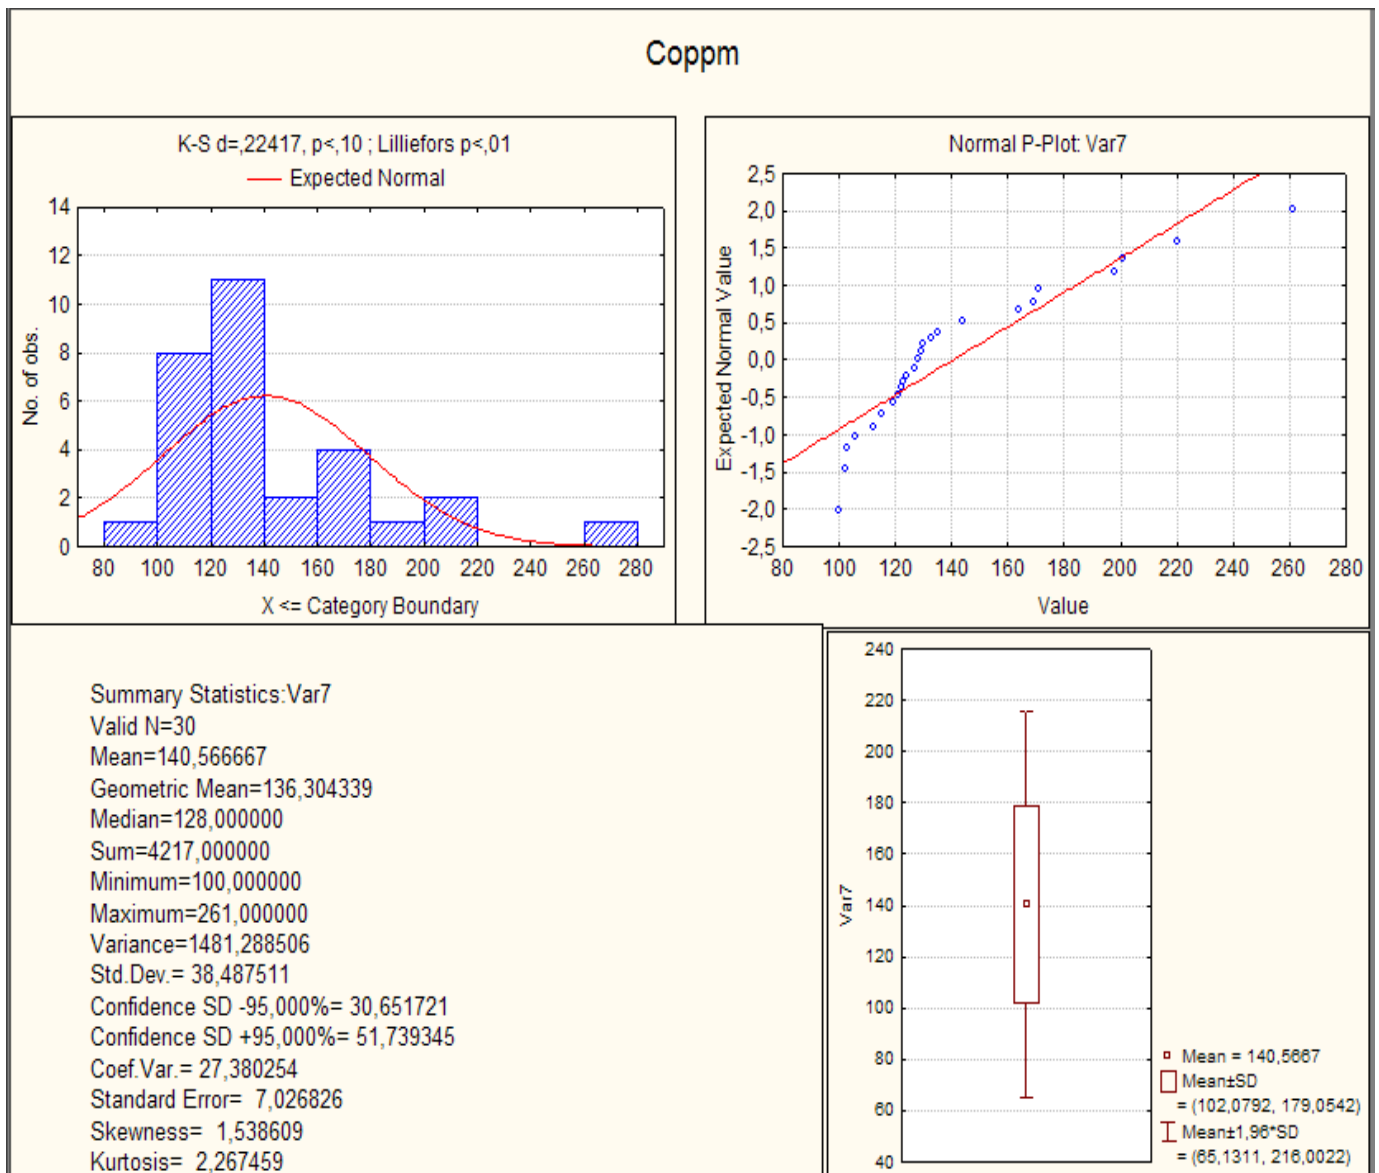 Coppm
K-S d=,22417, p<,10 ; Lilliefors p<,01
Expected Normal
14
12
10
8
6
4
2
0
No. of obs.
80 100 120 140 160 180 200 220 240 260 280
X <= Category Boundary
Normal P-Plot: Var7
2,5
2,0
1,5
1,0
0,5
0,0
-0,5
-1,0
-1,5
-2,0
-2,5
Expected Normal Value
80 100 120 140 160 180 200 220 240 260 280
Value
Summary Statistics:Var7
Valid N=30
Mean=140,566667
Geometric Mean=136,304339
Median=128,000000
Sum=4217,000000
Minimum=100,000000
Maximum=261,000000
Variance=1481,288506
Std.Dev.= 38,487511
Confidence SD -95,000%= 30,651721
Confidence SD +95,000%= 51,739345
Coef.Var.= 27,380254
Standard Error= 7,026826
Skewness= 1,538609
Kurtosis= 2,267459
240
220
200
180
160
140
120
100
80
60
40
Var7
Mean = 140,5667
Mean±SD
= (102,0792, 179,0542)
Mean±1,96*SD
= (65,1311, 216,0022)